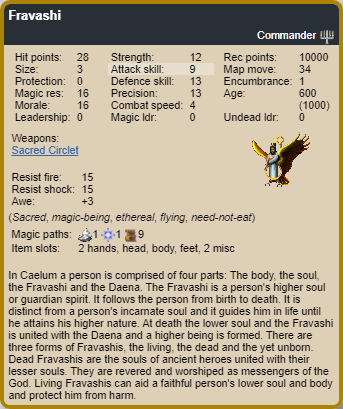 Fravashi
Commander
Hit points: 28 Strength: 12 Rec points: 10000
Size: 3 Attack skill: 9 Map move: 34
Protection: 0 Defence skill: 13 Encumbrance: 1
Magic res: 16 Precision: 13 Age: 600
Morale: 16 Combat speed: 4 (1000)
Leadership: 0 Magic ldr: 0 Undead ldr: 0
Weapons:
Sacred Circlet
Resist fire: 15
Resist shock: 15
Awe: +3
(Sacred, magic-being, ethereal, flying, need-not-eat)
Magic paths: 1 1 9
Item slots: 2 hands, head, body, feet, 2 misc
In Caelum a person is comprised of four parts: The body, the soul,
the Fravashi and the Daena. The Fravashi is a person's higher soul
or guardian spirit. It follows the person from birth to death. It is
distinct from a person's incarnate soul and it guides him in life until
he attains his higher nature. At death the lower soul and the Fravashi
is united with the Daena and a higher being is formed. There are
three forms of Fravashis, the living, the dead and the yet unborn.
Dead Fravashis are the souls of ancient heroes united with their
lesser souls. They are revered and worshiped as messengers of the
God. Living Fravashis can aid a faithful person's lower soul and body
and protect him from harm.